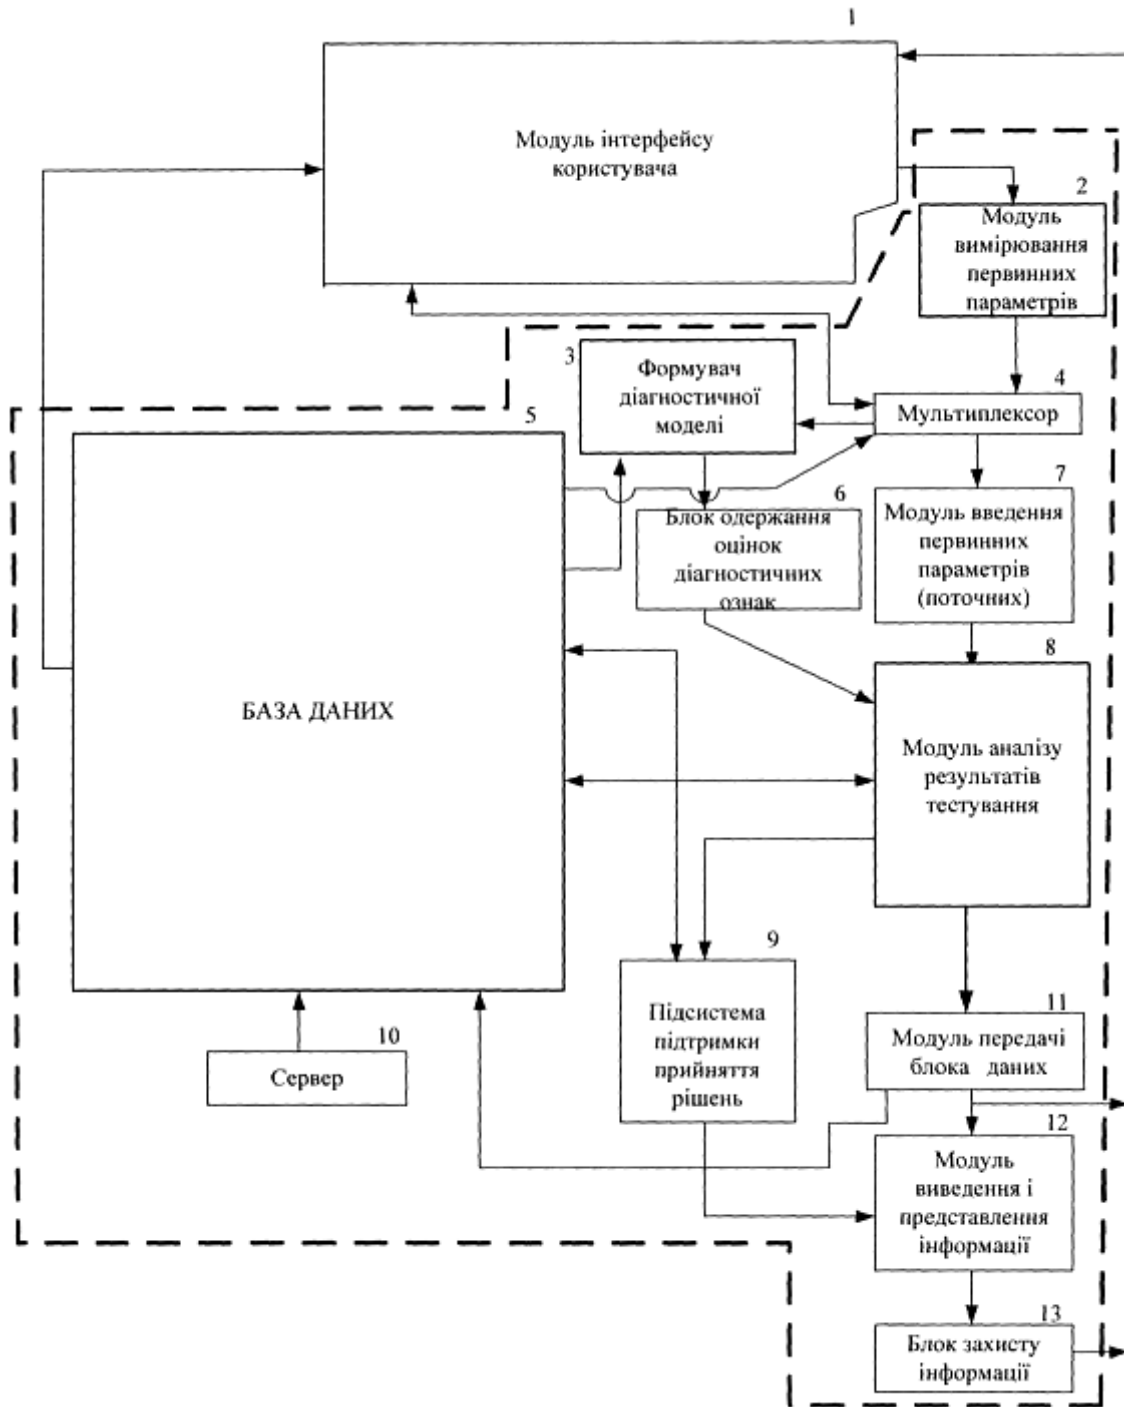 1
Модуль інтерфейсу
користувача
2
Модуль
вимірювання
первинних
параметрів
3
Формувач
діагностичної
моделі
4
Мультиплексор
5
БАЗА ДАНИХ
6
Блок одержання
оцінок
діагностичних
ознак
7
Модуль введення
первинних
параметрів
(поточних)
8
Модуль аналізу
результатів
тестування
9
Підсистема
підтримки
прийняття
рішень
10
Сервер
11
Модуль передачі
блока даних
12
Модуль
виведення і
представлення
інформації
13
Блок захисту
інформації